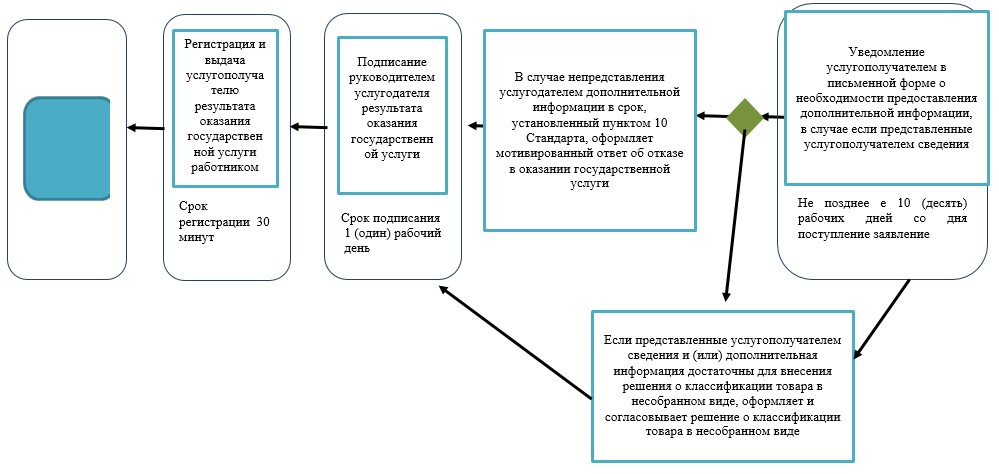 Регистрация и
выдача
услугополуча
телю
результата
оказания
государствен
ной услуги
работником
Срок
регистрации 30
минут
Подписание
руководителем
услугодателя
результата
оказания
государственн
ой услуги
Срок подписания
1 (один) рабочий
день
В случае непредставления
услугодателем дополнительной
информации в срок,
установленный пунктом 10
Стандарта, оформляет
мотивированный ответ об отказе
в оказании государственной
услуги
Уведомление
услугополучателем в
письменной форме о
необходимости предоставления
дополнительной информации,
в случае если представленные
услугополучателем сведения
Не позднее е 10 (десять)
рабочих дней со дня
поступление заявление
Если представленные услугополучателем
сведения и (или) дополнительная
информация достаточны для внесения
решения о классификации товара в
несобранном виде, оформляет и
согласовывает решение о классификации
товара в несобранном виде